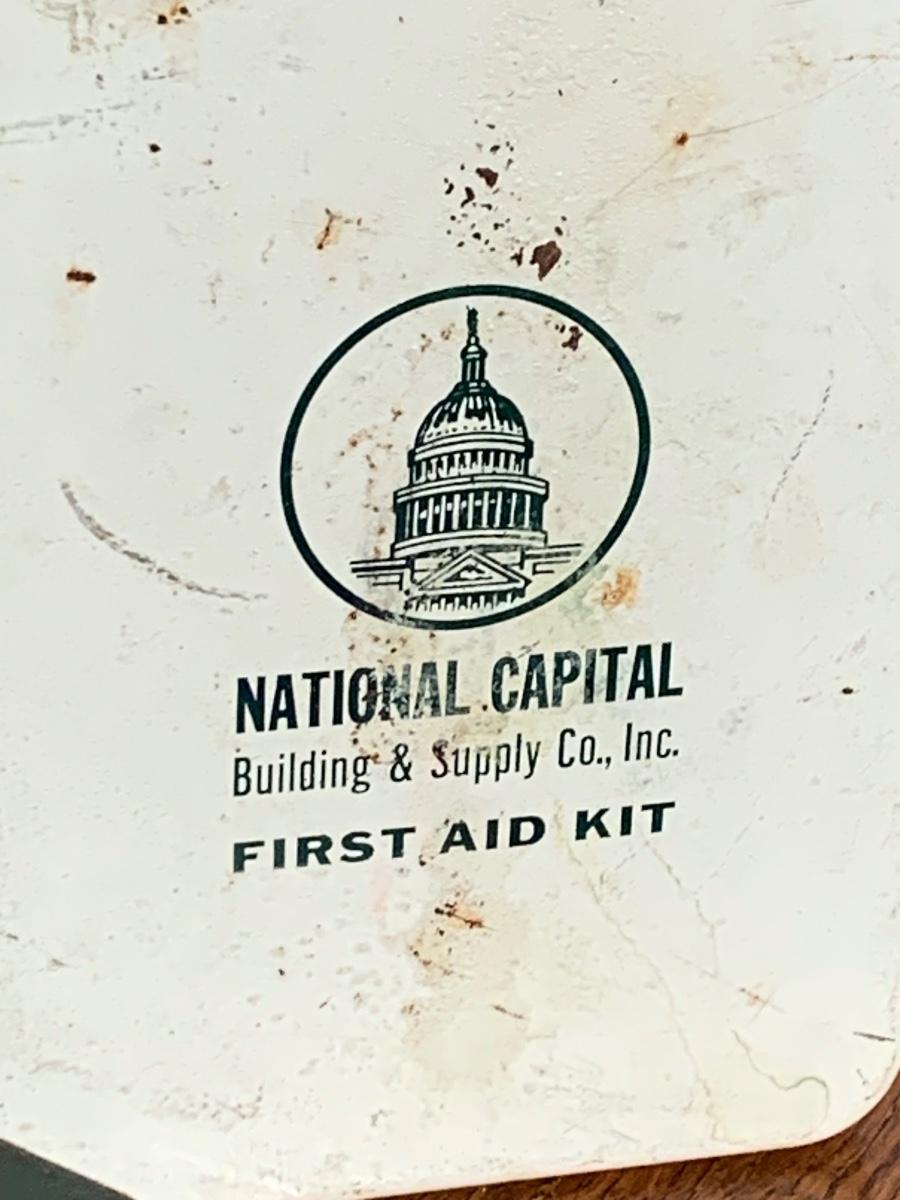 NATIONAL CAPITAL
Building & Supply Co., Inc.
FIRST AID KIT